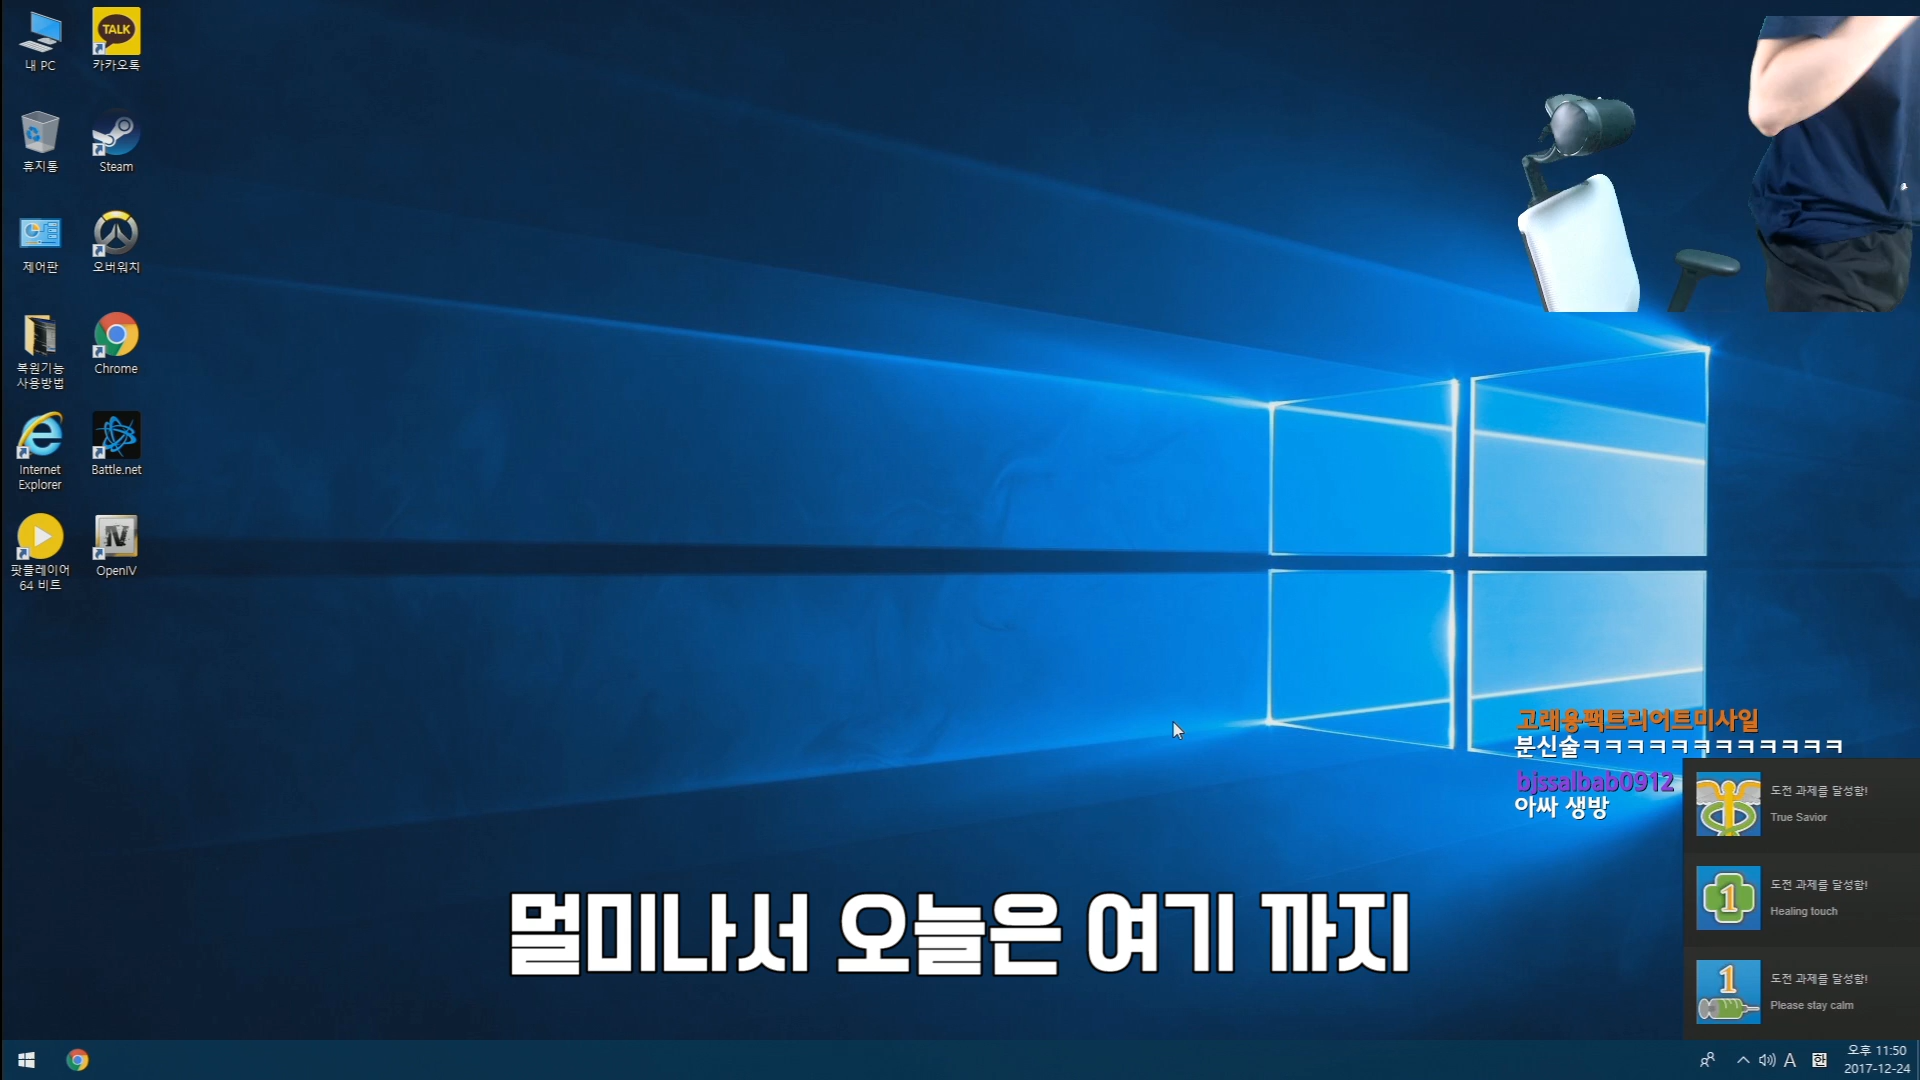 내 PC
TALK
카카오톡
휴지통
Steam
제어판
오버워치
복원기능
사용방법
Chrome
Internet
Explorer
Battle.net
팟플레이어
64 비트
IV
OpenIV
고래용팩트리어트미사일
분신술ㅋㅋㅋㅋㅋㅋㅋㅋㅋㅋㅋㅋ
bjssalbab0912
아싸 생방
도전 과제를 달성함!
True Savior
1
도전 과제를 달성함!
Healing touch
1
도전 과제를 달성함!
Please stay calm
멀미나서 오늘은 여기 까지
A
한
오후 11:50
2017-12-24